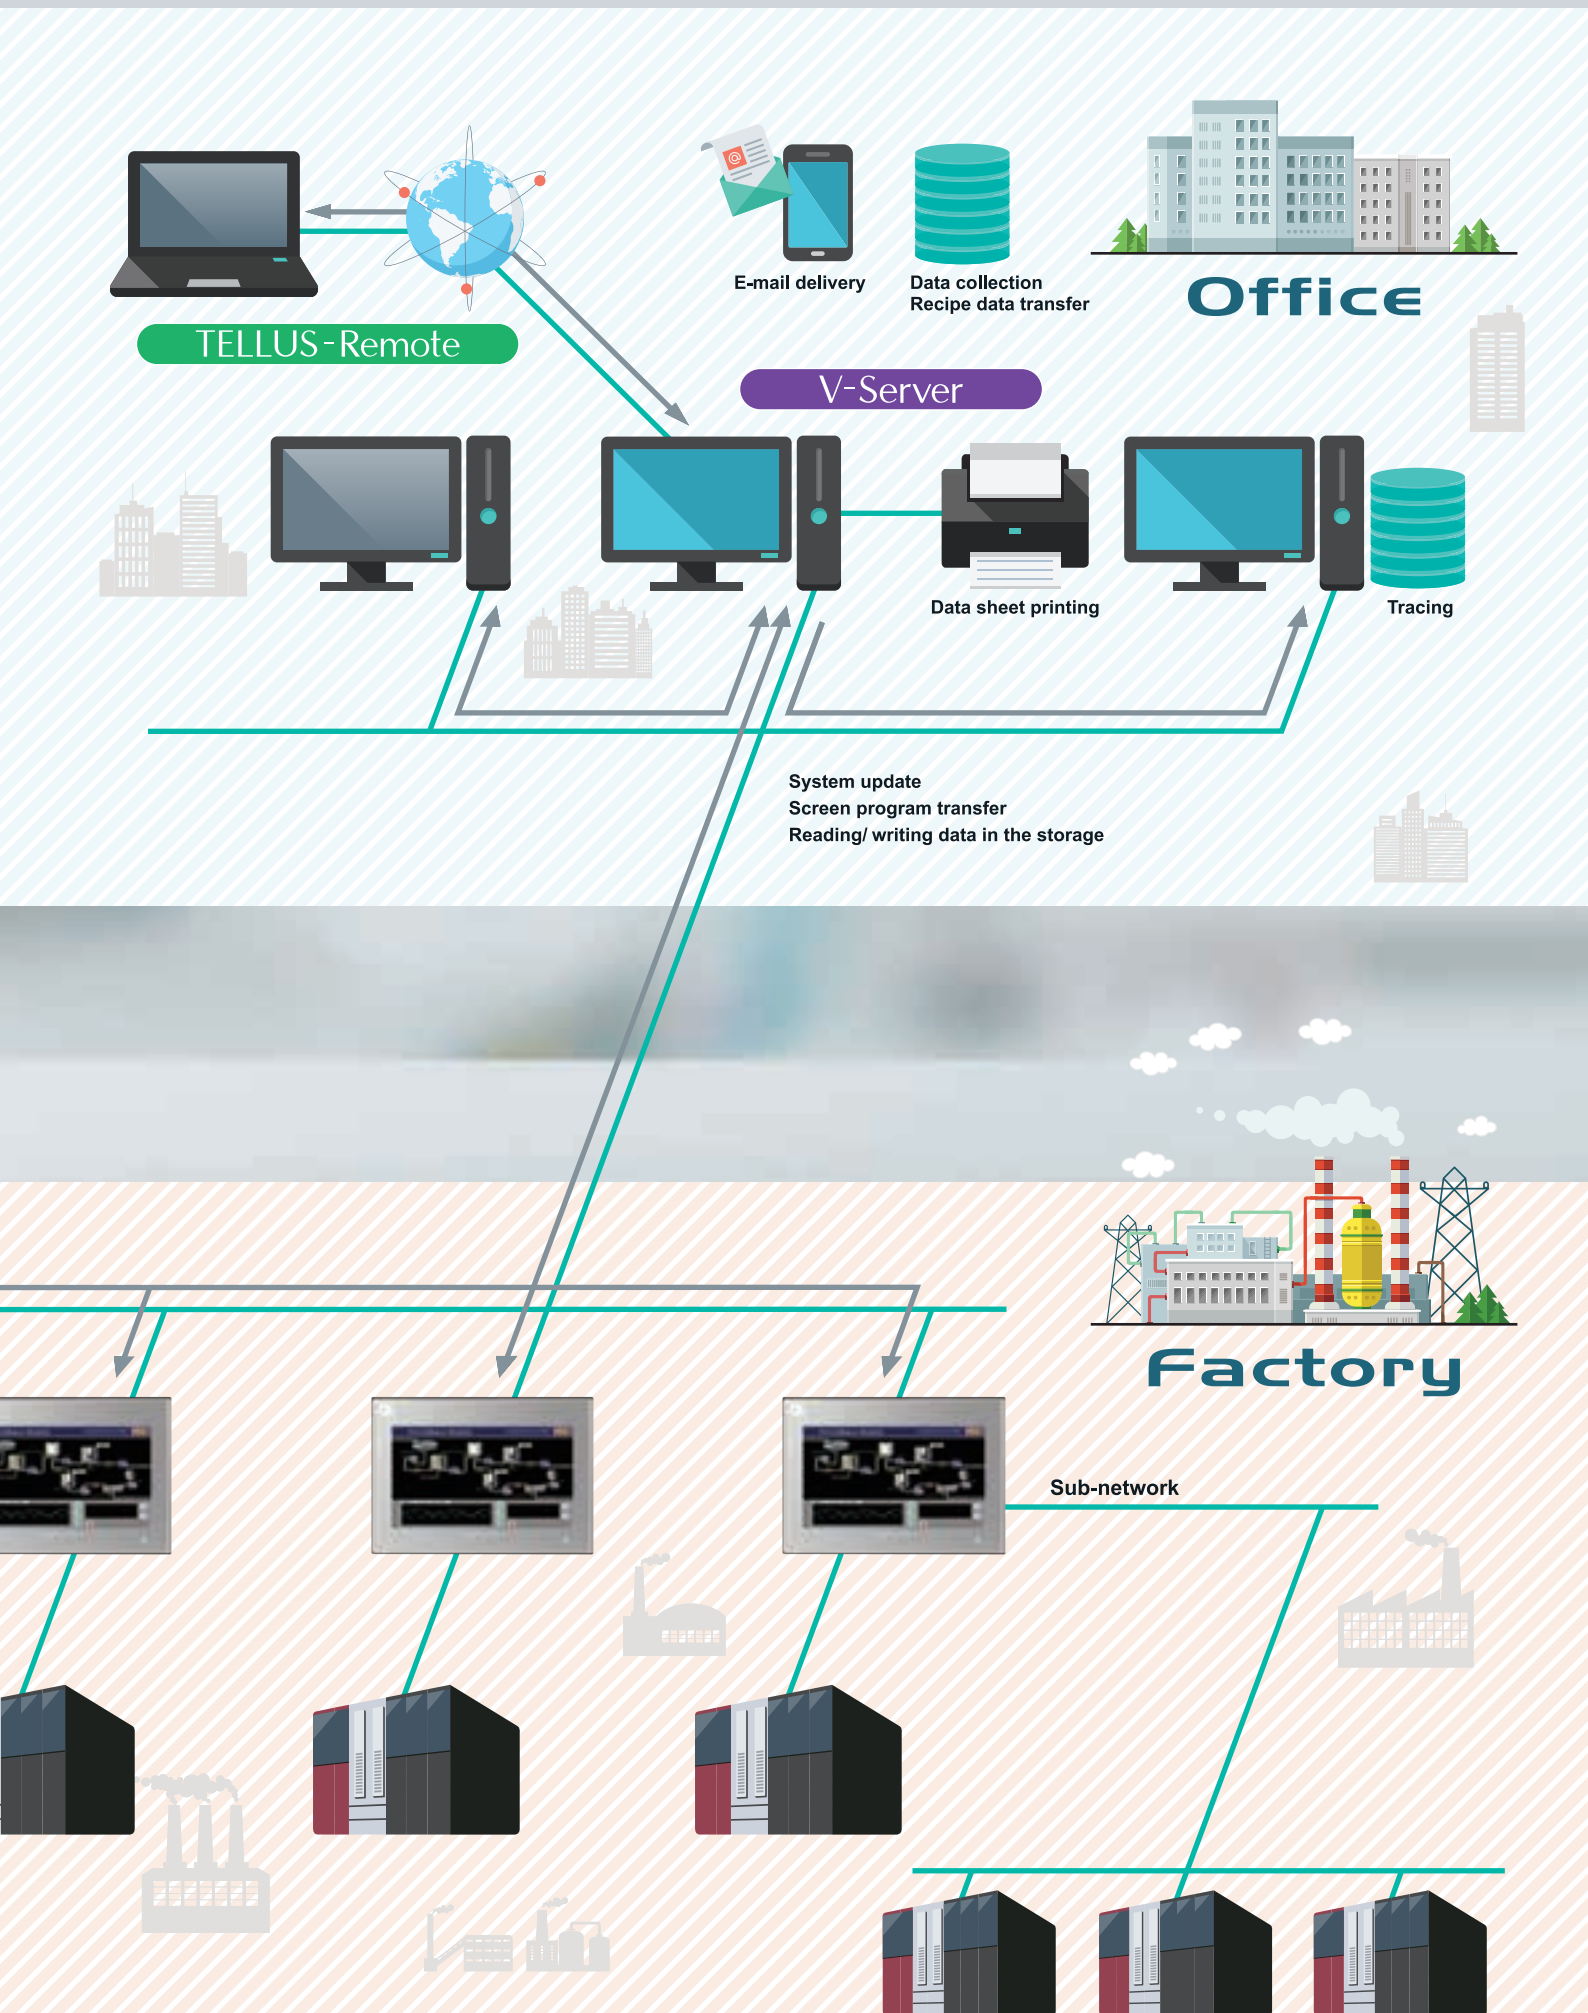 E-mail delivery
Data collection
Recipe data transfer
Office
TELLUS-Remote
V-Server
Data sheet printing
Tracing
System update
Screen program transfer
Reading/ writing data in the storage
Factory
Sub-network